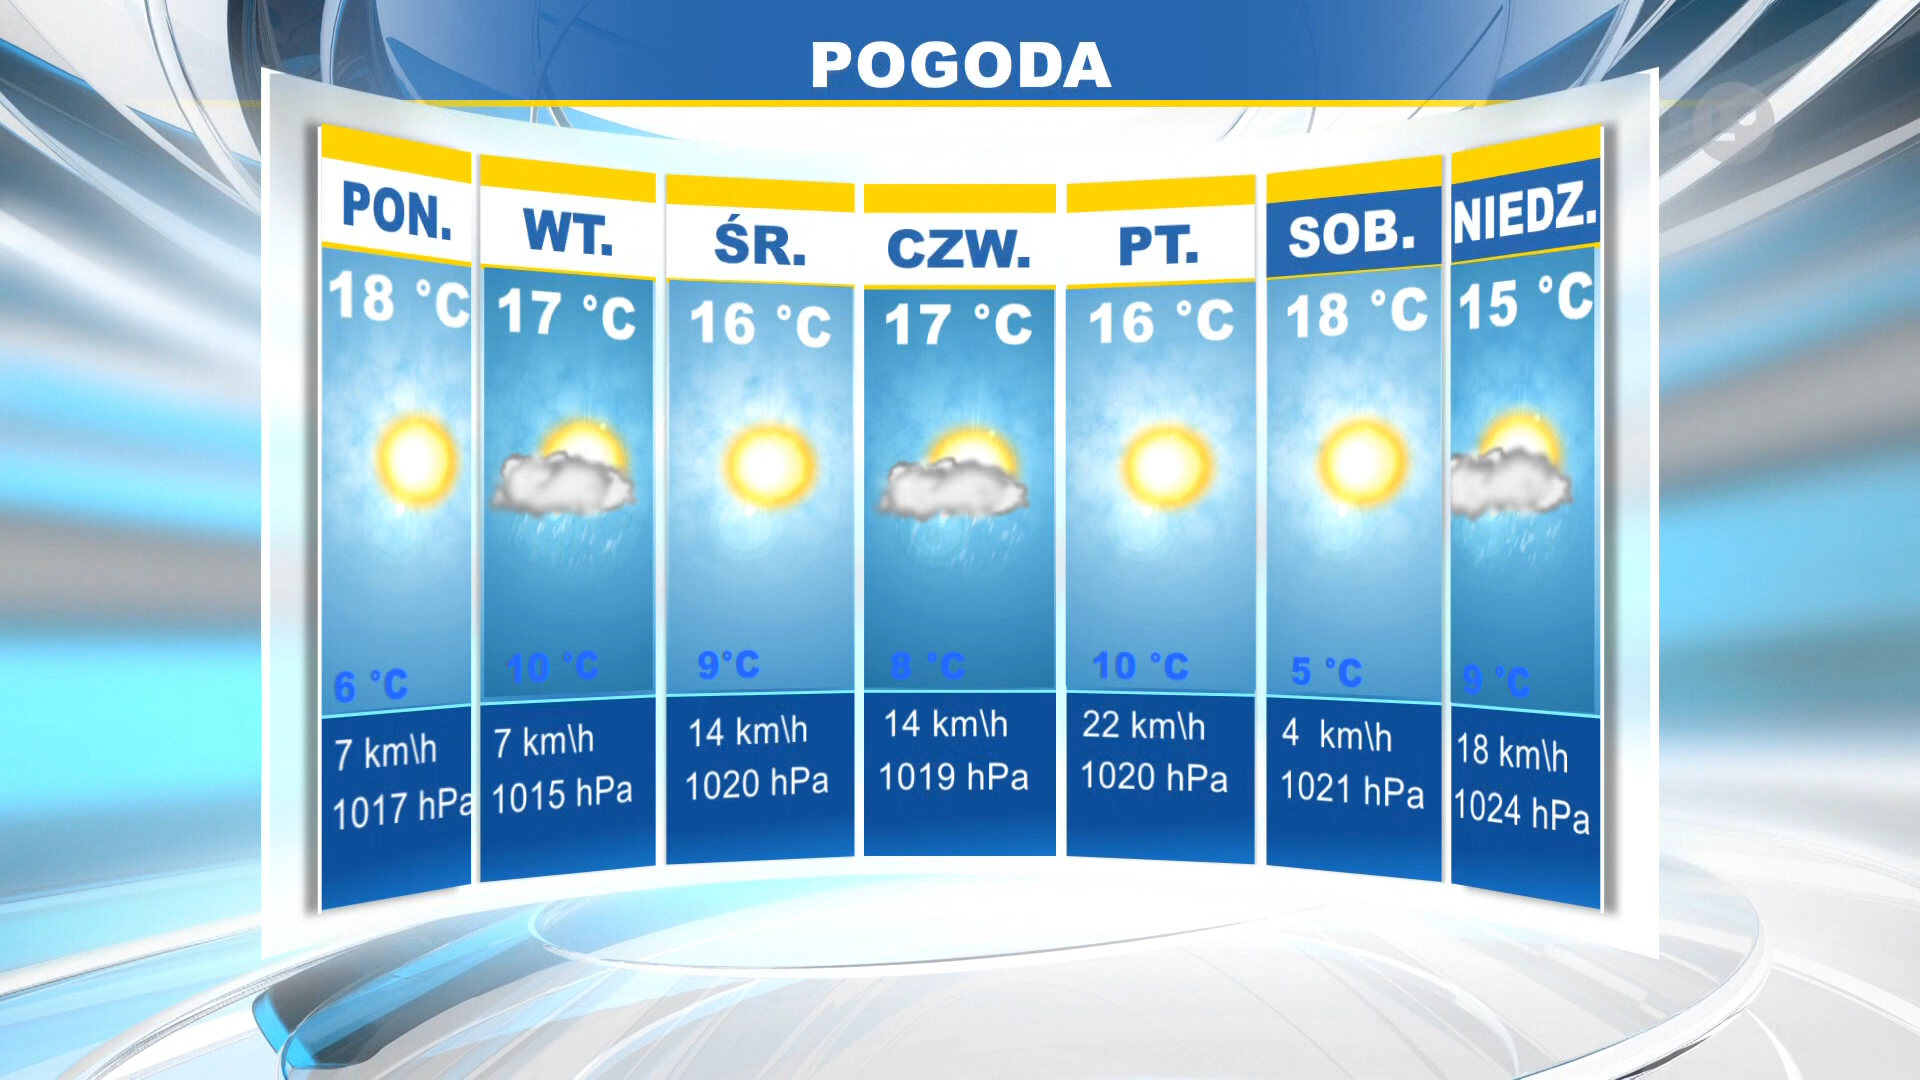 POGODA
PON.
18 °C
6 °C
7 km\h
1017 hPa
WT.
17 °C
10 °C
7 km\h
1015 hPa
ŚR.
16 °C
9°C
14 km\h
1020 hPa
CZW.
17 °C
8 °C
14 km\h
1019 hPa
PT.
16 °C
10 °C
22 km\h
1020 hPa
SOB.
18 °C
5 °C
4 km\h
1021 hPa
NIEDZ.
15 °C
9 °C
18 km\h
1024 hPa